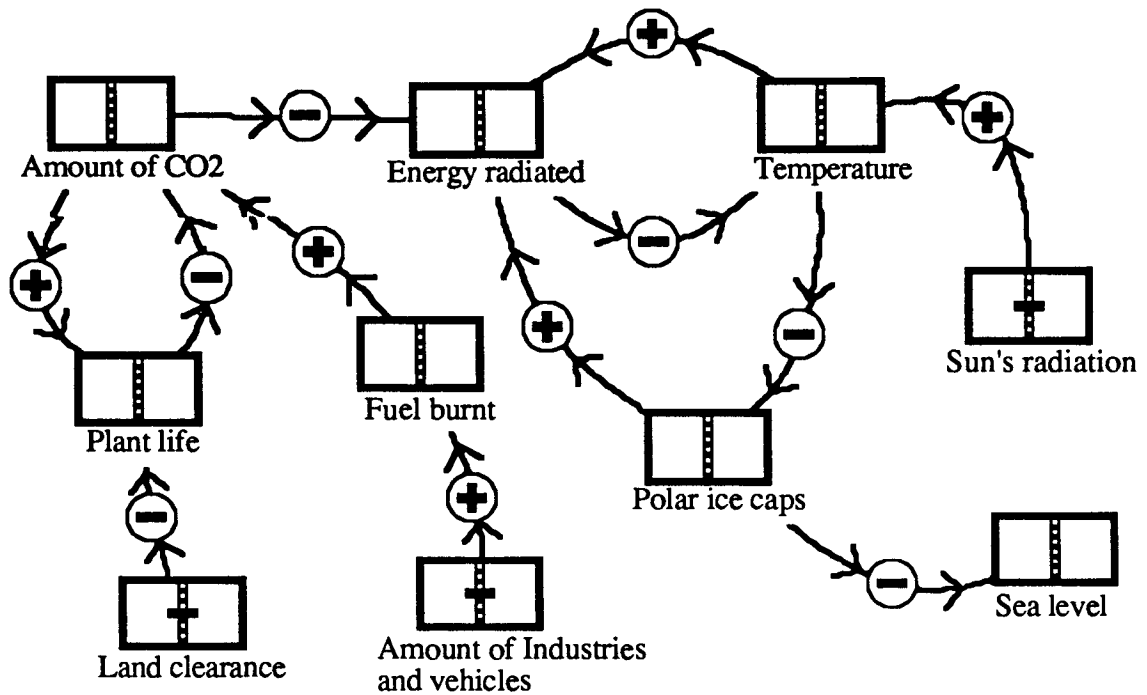 Amount of CO2
Energy radiated
Temperature
Sun's radiation
Fuel burnt
Plant life
Polar ice caps
Sea level
Land clearance
Amount of Industries
and vehicles